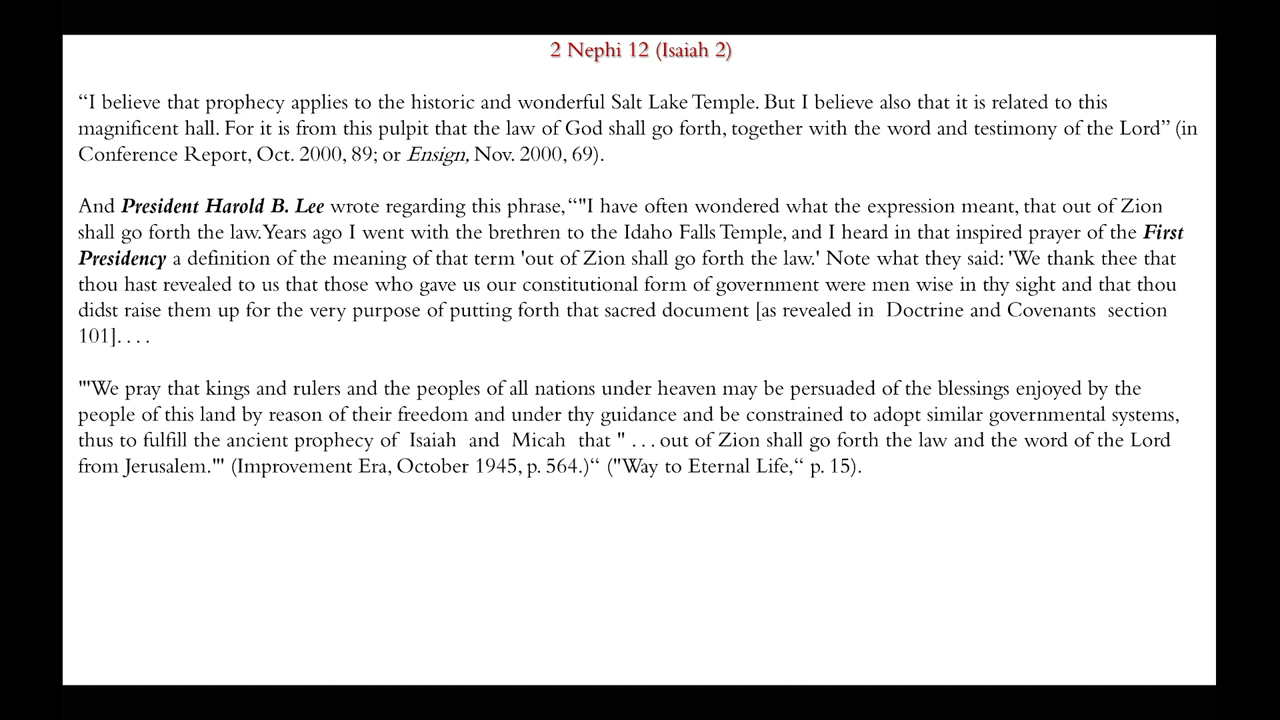 2 Nephi 12 (Isaiah 2)
“I believe that prophecy applies to the historic and wonderful Salt Lake Temple. But I believe also that it is related to this
magnificent hall. For it is from this pulpit that the law of God shall go forth, together with the word and testimony of the Lord” (in
Conference Report, Oct. 2000, 89; or Ensign, Nov. 2000, 69).
And President Harold B. Lee wrote regarding this phrase, “"I have often wondered what the expression meant, that out of Zion
shall go forth the law. Years ago I went with the brethren to the Idaho Falls Temple, and I heard in that inspired prayer of the First
Presidency a definition of the meaning of that term 'out of Zion shall go forth the law.' Note what they said: 'We thank thee that
thou hast revealed to us that those who gave us our constitutional form of government were men wise in thy sight and that thou
didst raise them up for the very purpose of putting forth that sacred document [as revealed in Doctrine and Covenants section
101]. . . .
"'We pray that kings and rulers and the peoples of all nations under heaven may be persuaded of the blessings enjoyed by the
people of this land by reason of their freedom and under thy guidance and be constrained to adopt similar governmental systems,
thus to fulfill the ancient prophecy of Isaiah and Micah that " . . . out of Zion shall go forth the law and the word of the Lord
from Jerusalem."' (Improvement Era, October 1945, p. 564.)“ ("Way to Eternal Life,“ p. 15).